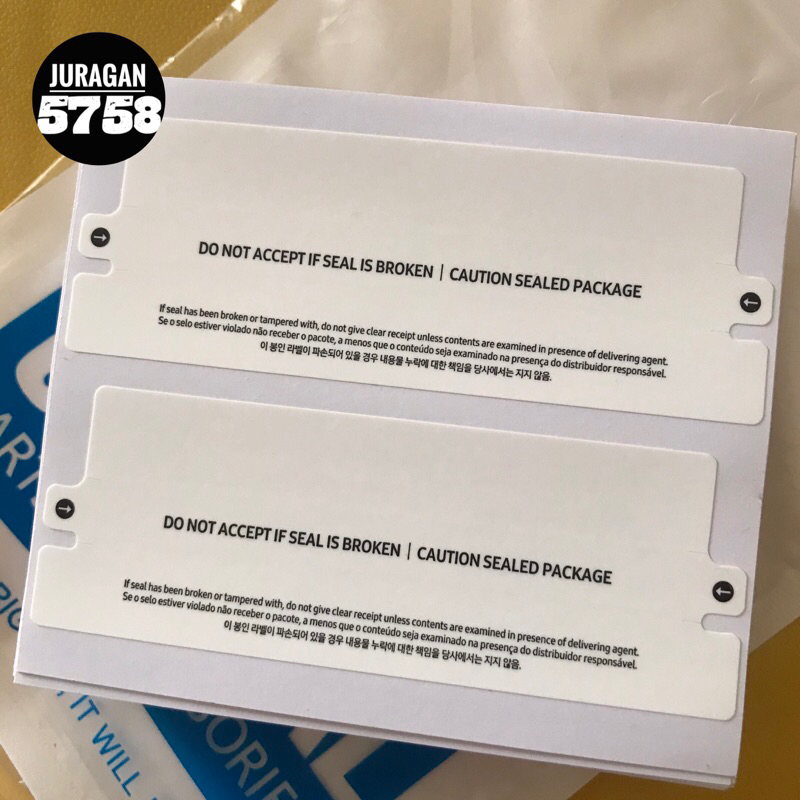 JURAGAN
5758
DO NOT ACCEPT IF SEAL IS BROKEN | CAUTION SEALED PACKAGE
If seal has been broken or tampered with, do not give clear receipt unless contents are examined in presence of delivering agent.
Se o selo estiver violado não receber o pacote, a menos que o conteúdo seja examinado na presença do distribuidor responsável.
이 봉인 라벨이 파손되어 있을 경우 내용물 누락에 대한 책임을 당사에서는 지지 않음.
DO NOT ACCEPT IF SEAL IS BROKEN | CAUTION SEALED PACKAGE
If seal has been broken or tampered with, do not give clear receipt unless contents are examined in presence of delivering agent.
Se o selo estiver violado não receber o pacote, a menos que o conteúdo seja examinado na presença do distribuidor responsável.
이 봉인 라벨이 파손되어 있을 경우 내용물 누락에 대한 책임을 당사에서는 지지 않음.
IT WILL